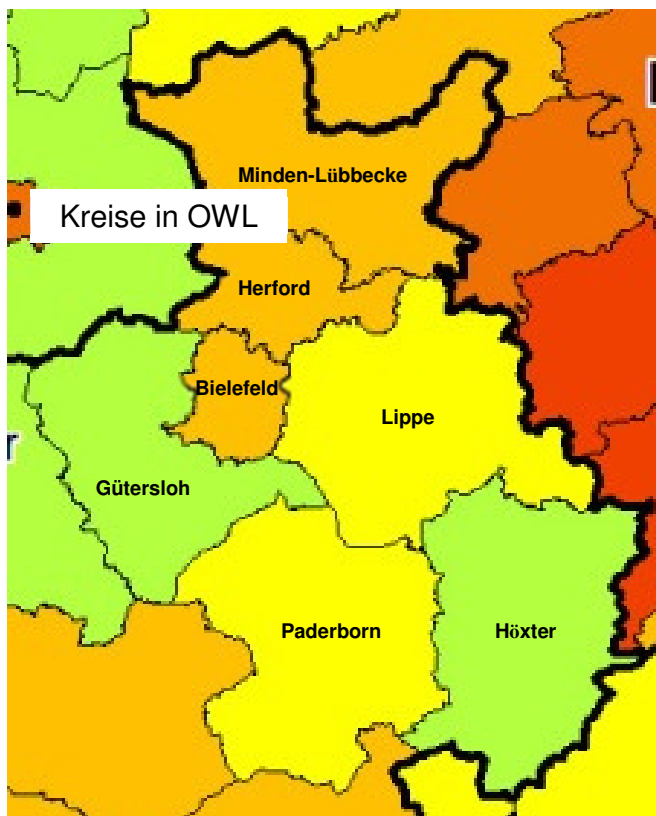 Minden-Lübbecke
Kreise in OWL
Herford
Bielefeld
Lippe
Gütersloh
Paderborn
Höxter